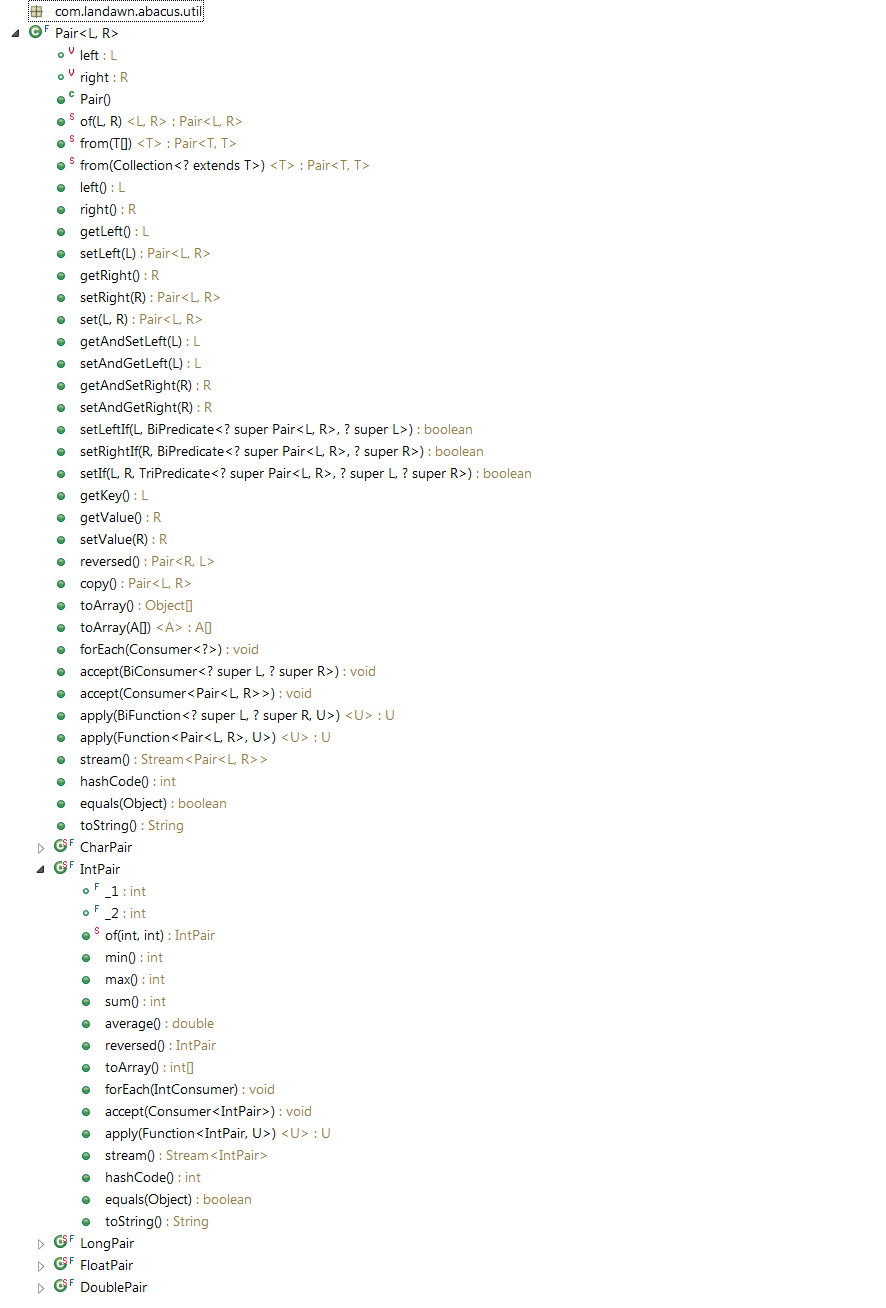 com.landawn.abacus.util
C F Pair<L, R>
V left : L
V right : R
C Pair()
S of(L, R) <L, R> : Pair<L, R>
S from(T[]) <T> : Pair<T, T>
S from(Collection<? extends T>) <T> : Pair<T, T>
left() : L
right() : R
getLeft() : L
setLeft(L) : Pair<L, R>
getRight() : R
setRight(R) : Pair<L, R>
set(L, R) : Pair<L, R>
getAndSetLeft(L) : L
setAndGetLeft(L) : L
getAndSetRight(R) : R
setAndGetRight(R) : R
setLeftIf(L, BiPredicate<? super Pair<L, R>, ? super L>) : boolean
setRightIf(R, BiPredicate<? super Pair<L, R>, ? super R>) : boolean
setIf(L, R, TriPredicate<? super Pair<L, R>, ? super L, ? super R>) : boolean
getKey() : L
getValue() : R
setValue(R) : R
reversed() : Pair<R, L>
copy() : Pair<L, R>
toArray() : Object[]
toArray(A[]) <A> : A[]
forEach(Consumer<?>) : void
accept(BiConsumer<? super L, ? super R>) : void
accept(Consumer<Pair<L, R>>) : void
apply(BiFunction<? super L, ? super R, U>) <U> : U
apply(Function<Pair<L, R>, U>) <U> : U
stream() : Stream<Pair<L, R>>
hashCode() : int
equals(Object) : boolean
toString() : String
C S F CharPair
C S F IntPair
F _1 : int
F _2 : int
S of(int, int) : IntPair
min() : int
max() : int
sum() : int
average() : double
reversed() : IntPair
toArray() : int[]
forEach(IntConsumer) : void
accept(Consumer<IntPair>) : void
apply(Function<IntPair, U>) <U> : U
stream() : Stream<IntPair>
hashCode() : int
equals(Object) : boolean
toString() : String
C S F LongPair
C S F FloatPair
C S F DoublePair